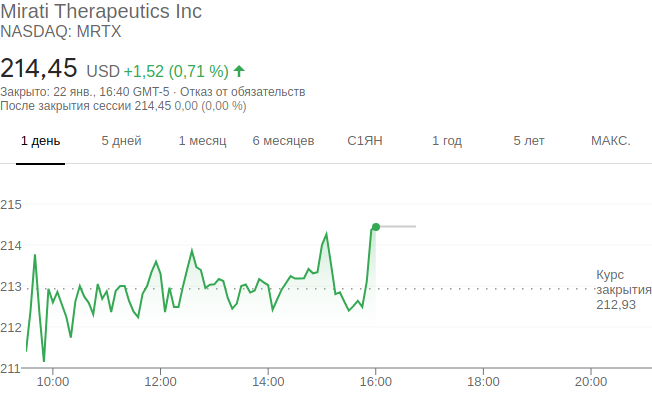 Mirati Therapeutics Inc
NASDAQ: MRTX
214,45 USD +1,52 (0,71 %)
Закрыто: 22 янв., 16:40 GMT-5 · Отказ от обязательств
После закрытия сессии 214,45 0,00 (0,00 %)
1 день 5 дней 1 месяц 6 месяцев С1ЯН 1 год 5 лет МАКС.
215
214
213
212
211
Курс
закрытия
212,93
10:00 12:00 14:00 16:00 18:00 20:00